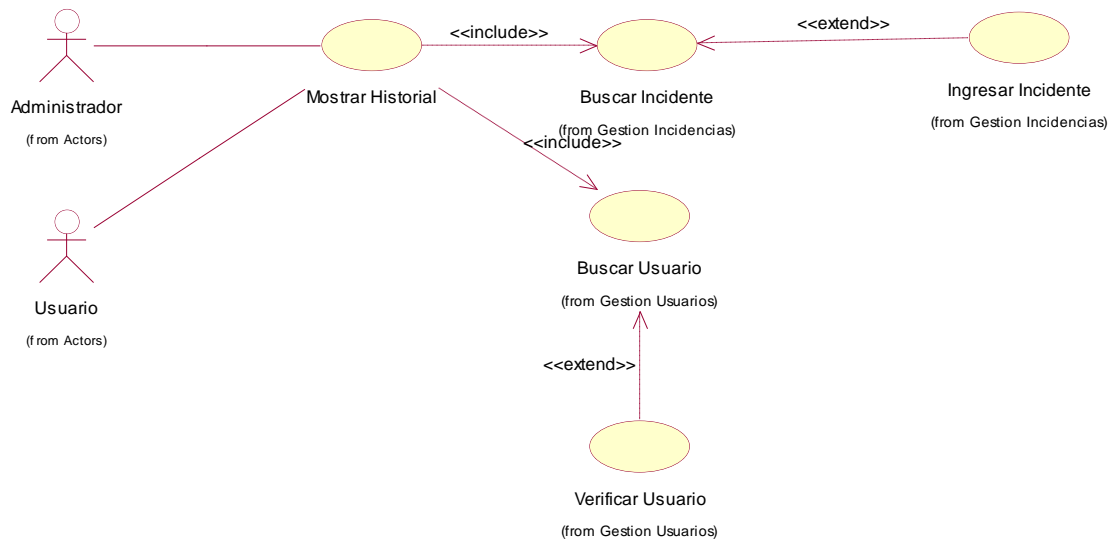 <<include>>
<<extend>>
Administrador
(from Actors)
Mostrar Historial
Buscar Incidente
(from Gestion Incidencias)
Ingresar Incidente
(from Gestion Incidencias)
<<include>>
Usuario
(from Actors)
Buscar Usuario
(from Gestion Usuarios)
<<extend>>
Verificar Usuario
(from Gestion Usuarios)